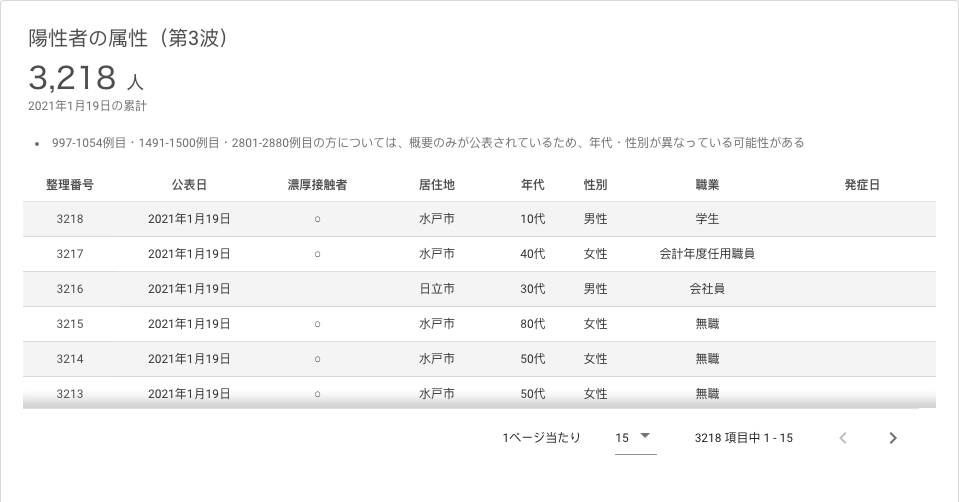 陽性者の属性（第3波）
3,218 人
2021年1月19日の累計
• 997-1054例目・1491-1500例目・2801-2880例目の方については、概要のみが公表されているため、年代・性別が異なっている可能性がある
整理番号 公表日 濃厚接触者 居住地 年代 性別 職業 発症日
3218 2021年1月19日 ○ 水戸市 10代 男性 学生
3217 2021年1月19日 ○ 水戸市 40代 女性 会計年度任用職員
3216 2021年1月19日 日立市 30代 男性 会社員
3215 2021年1月19日 ○ 水戸市 80代 女性 無職
3214 2021年1月19日 ○ 水戸市 50代 女性 無職
3213 2021年1月19日 ○ 水戸市 50代 女性 無職
1ページ当たり 15 3218 項目中 1 - 15